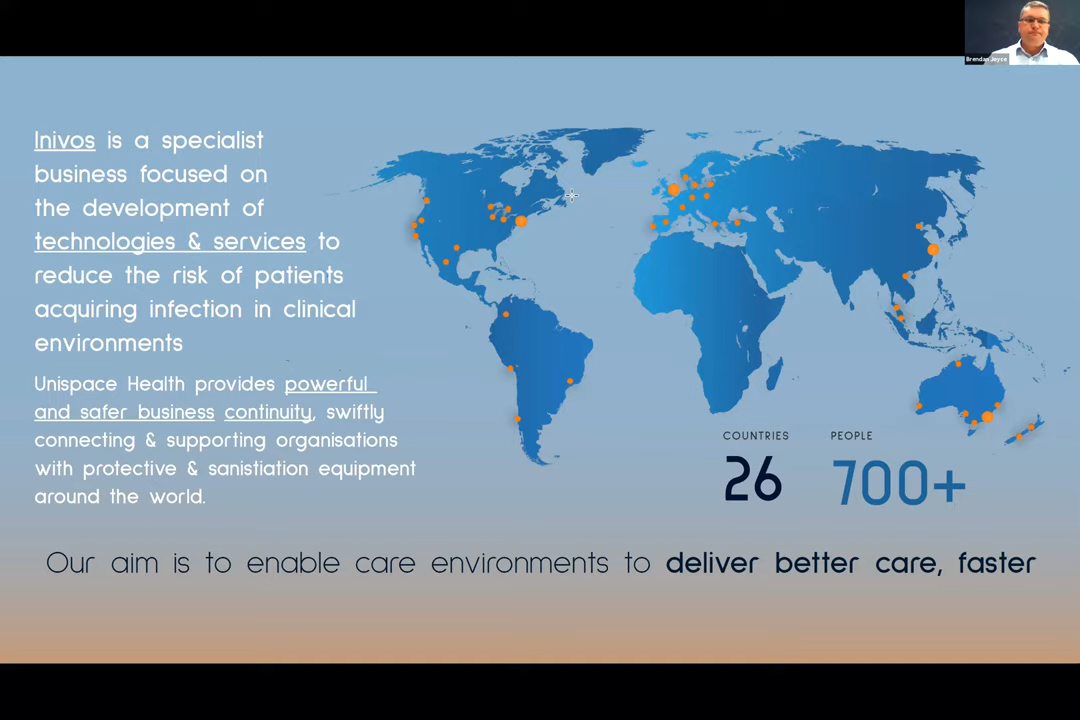 Brendan Joyce
Inivos is a specialist
business focused on
the development of
technologies & services to
reduce the risk of patients
acquiring infection in clinical
environments
Unispace Health provides powerful
and safer business continuity, swiftly
connecting & supporting organisations
with protective & sanistiation equipment
around the world.
COUNTRIES
26
PEOPLE
700+
Our aim is to enable care environments to deliver better care, faster